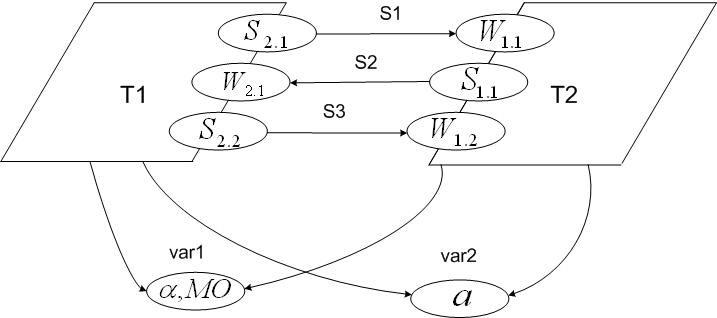 S1
S2.1
W1.1
S2
T1
W2.1
S1.1
T2
S3
S2.2
W1.2
var1
var2
α,MO
a